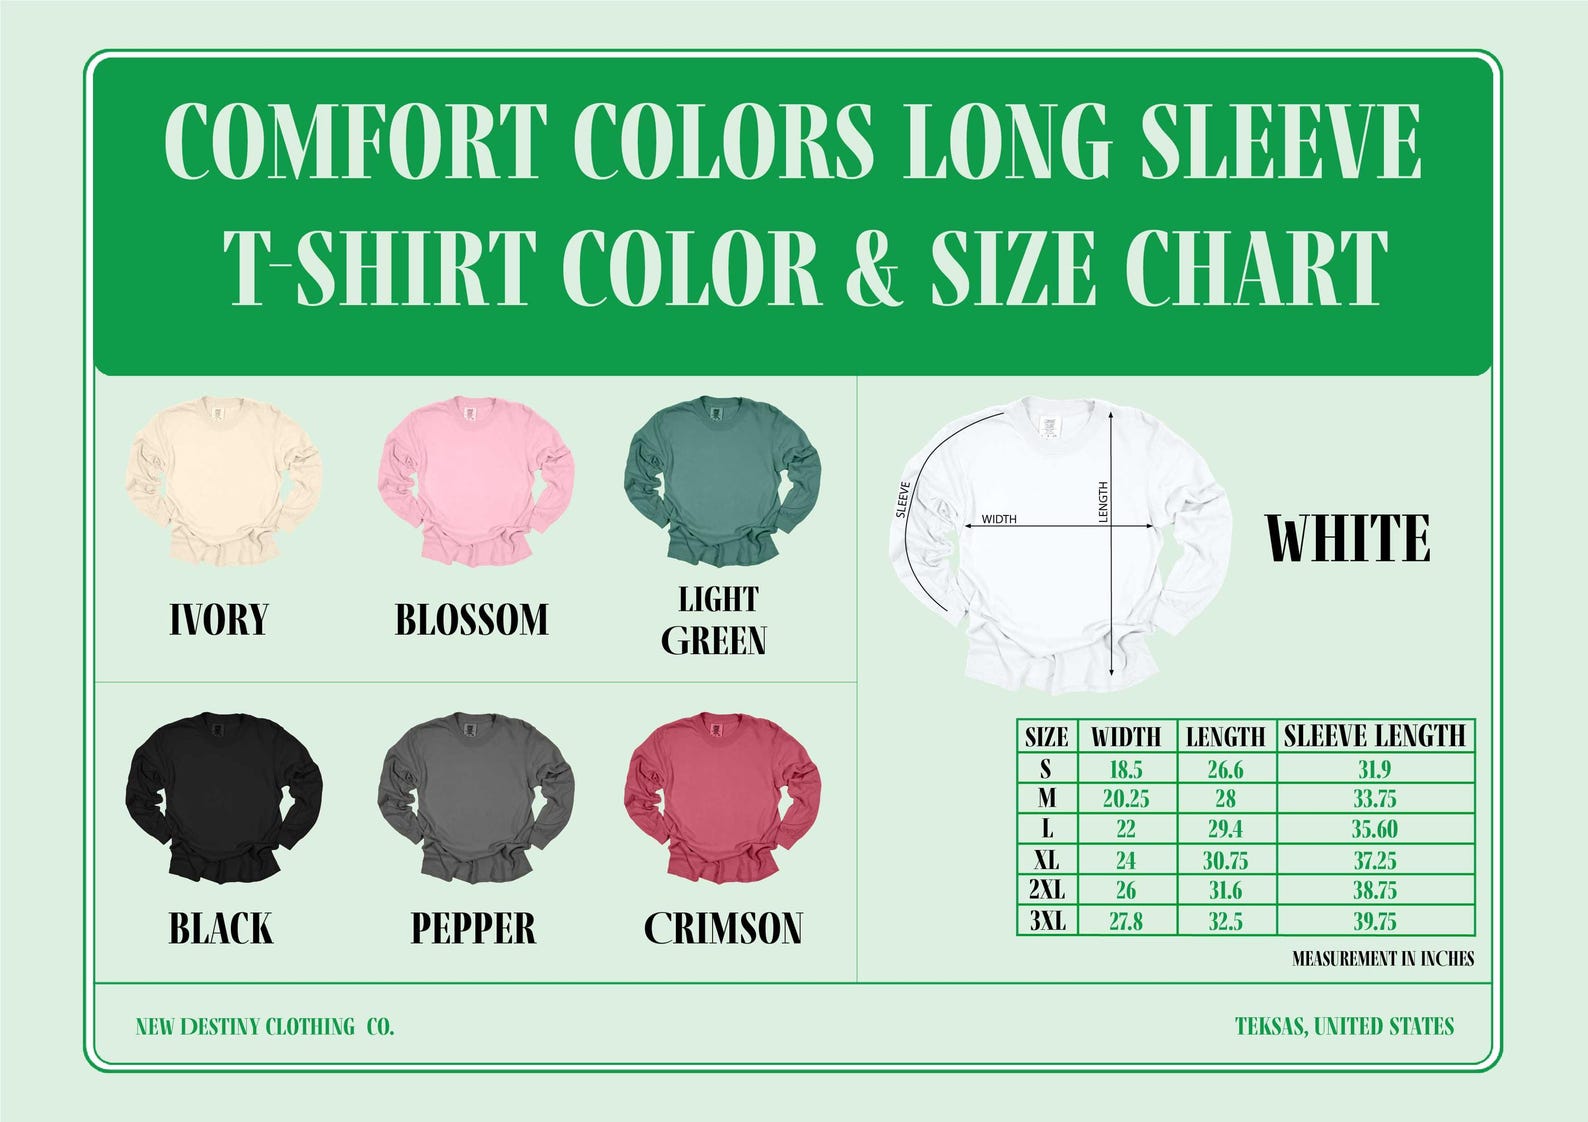 COMFORT COLORS LONG SLEEVE
T-SHIRT COLOR & SIZE CHART
IVORY
BLOSSOM
LIGHT
GREEN
BLACK
PEPPER
CRIMSON
SLEEVE
WIDTH
LENGTH
WHITE
SIZE WIDTH LENGTH SLEEVE LENGTH
S 18.5 26.6 31.9
M 20.25 28 33.75
L 22 29.4 35.60
XL 24 30.75 37.25
2XL 26 31.6 38.75
3XL 27.8 32.5 39.75
MEASUREMENT IN INCHES
NEW DESTINY CLOTHING CO.
TEKSAS, UNITED STATES